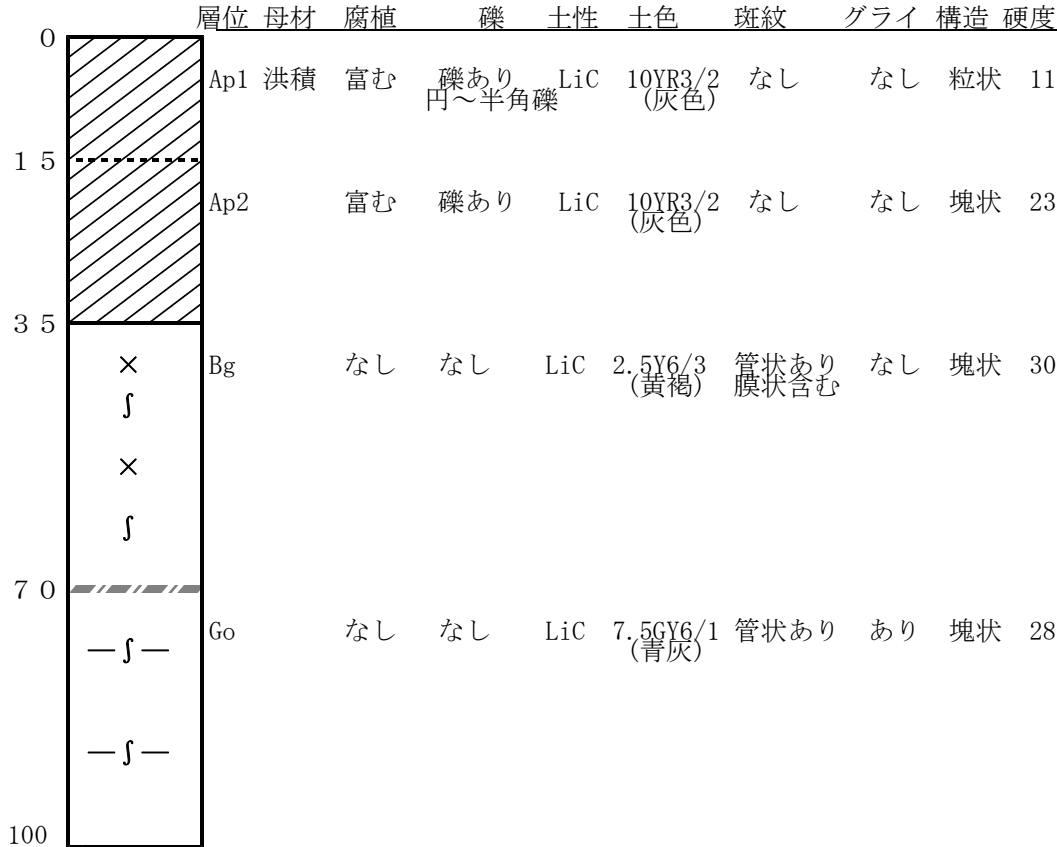 層位 母材 腐植 礫 土性 土色 斑紋 グライ 構造 硬度
0
Ap1 洪積 富む 礫あり LiC 10YR3/2 なし なし 粒状 11
円～半角礫 (灰色)
15
Ap2 富む 礫あり LiC 10YR3/2 なし なし 塊状 23
(灰色)
35
Bg なし なし LiC 2.5Y6/3 管状あり なし 塊状 30
(黄褐) 膜状含む
70
Go なし なし LiC 7.5GY6/1 管状あり あり 塊状 28
(青灰)
100